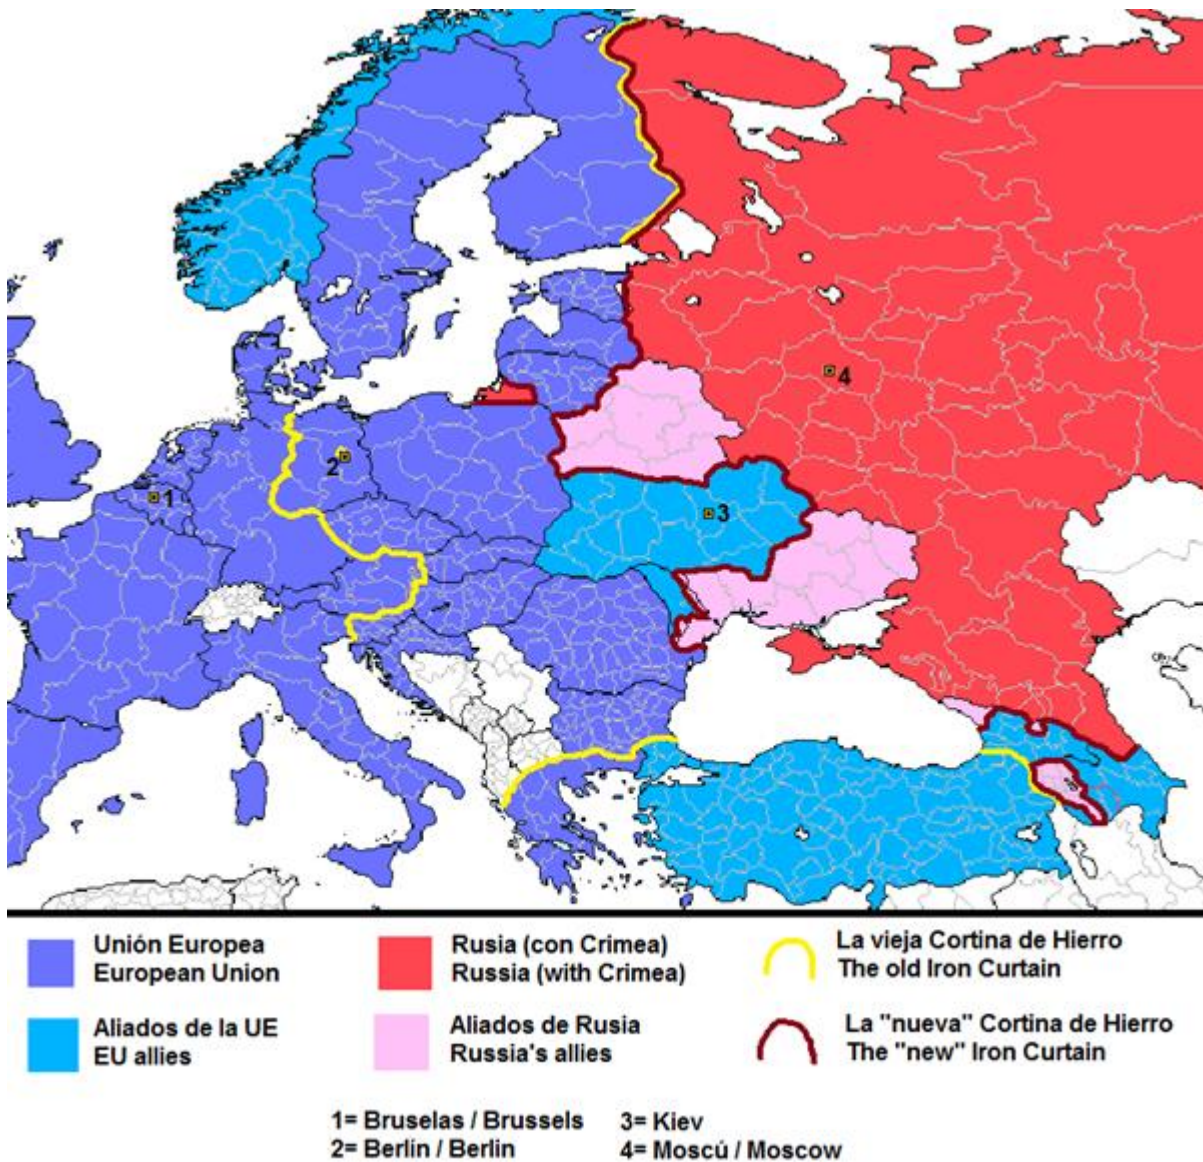 1
2
3
4
Unión Europea
European Union
Rusia (con Crimea)
Russia (with Crimea)
La vieja Cortina de Hierro
The old Iron Curtain
Aliados de la UE
EU allies
Aliados de Rusia
Russia's allies
La "nueva" Cortina de Hierro
The "new" Iron Curtain
1= Bruselas / Brussels
2= Berlín / Berlin
3= Kiev
4= Moscú / Moscow